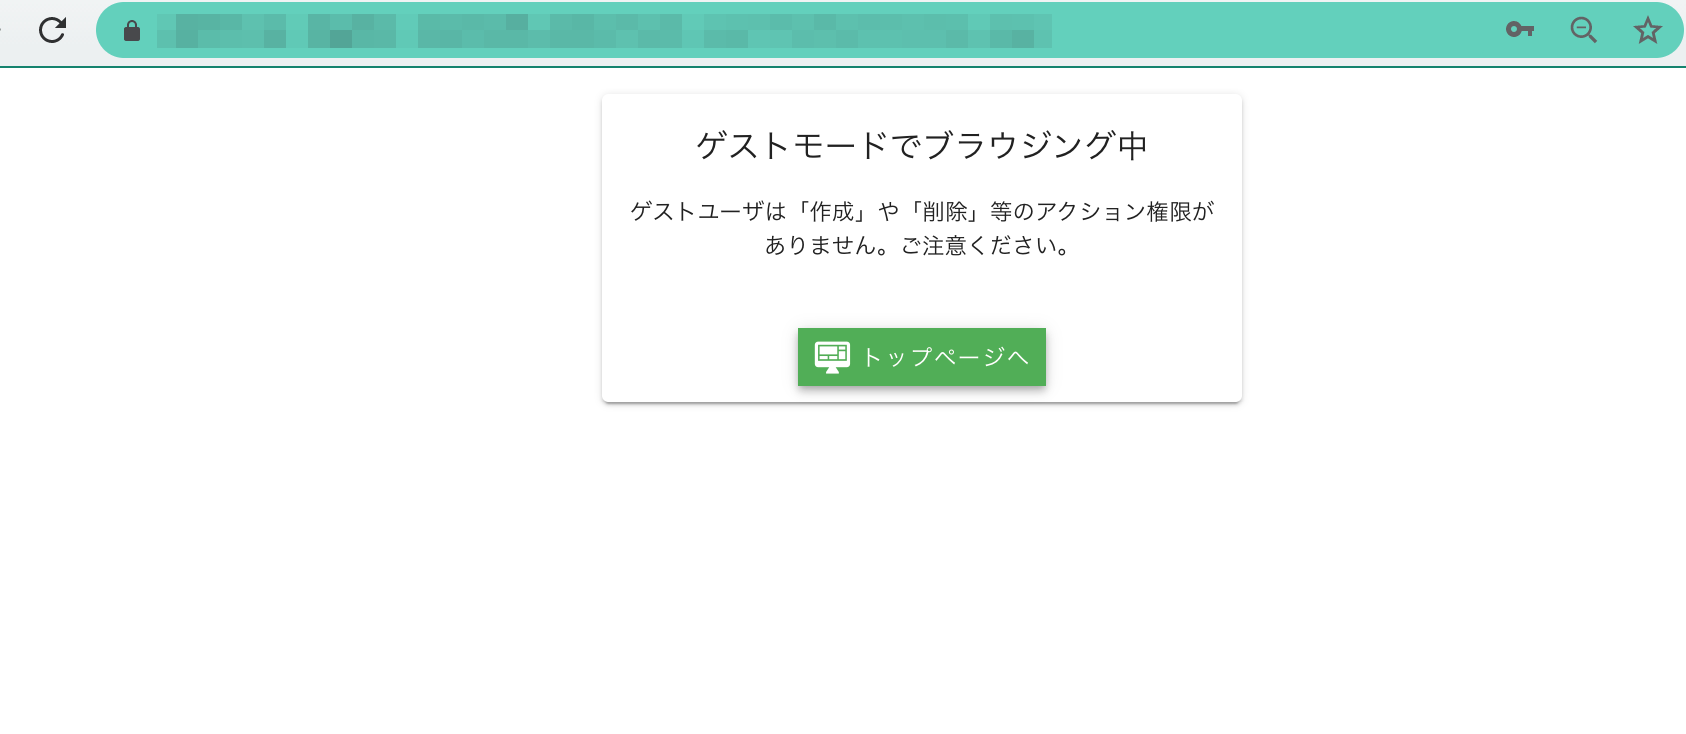 ゲストモードでブラウジング中
ゲストユーザは「作成」や「削除」等のアクション権限が
ありません。ご注意ください。
トップページへ